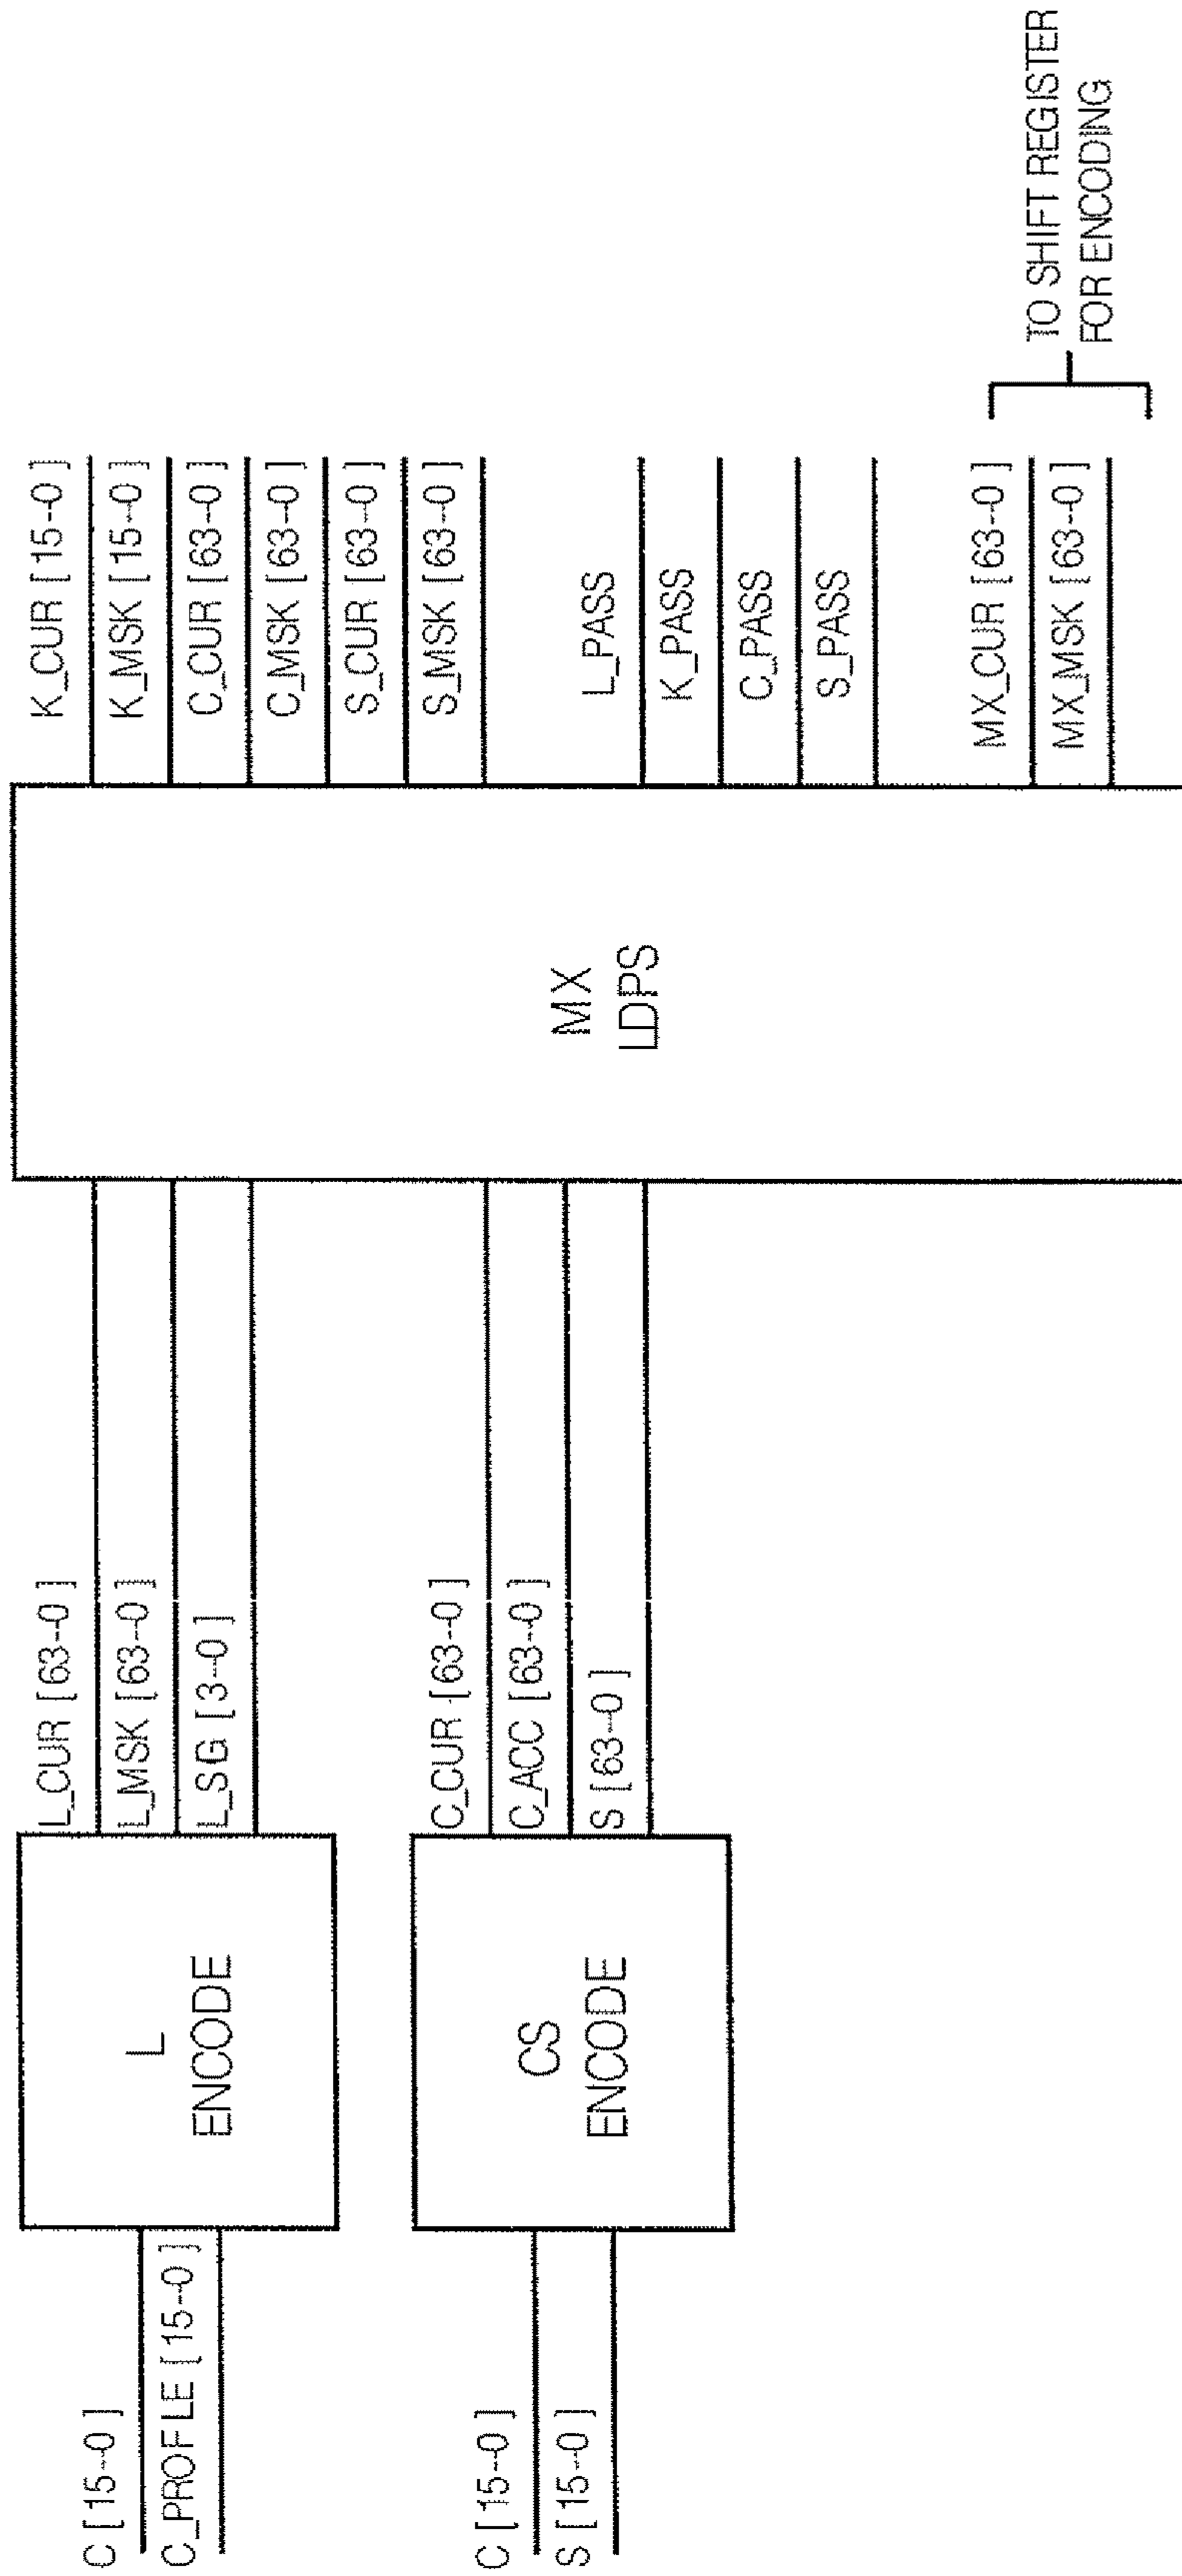 C [ 15--0 ]
C_PROFILE [ 15--0 ]
L
ENCODE
L_CUR [ 63--0 ]
L_MSK [ 63--0 ]
L_SG [ 3--0 ]
C [ 15--0 ]
S [ 15--0 ]
CS
ENCODE
C_CUR [ 63--0 ]
C_ACC [ 63--0 ]
S [ 63--0 ]
MX
LDPS
K_CUR [ 15--0 ]
K_MSK [ 15--0 ]
C_CUR [ 63--0 ]
C_MSK [ 63--0 ]
S_CUR [ 63--0 ]
S_MSK [ 63--0 ]
L_PASS
K_PASS
C_PASS
S_PASS
MX_CUR [ 63--0 ]
MX_MSK [ 63--0 ]
TO SHIFT REGISTER
FOR ENCODING